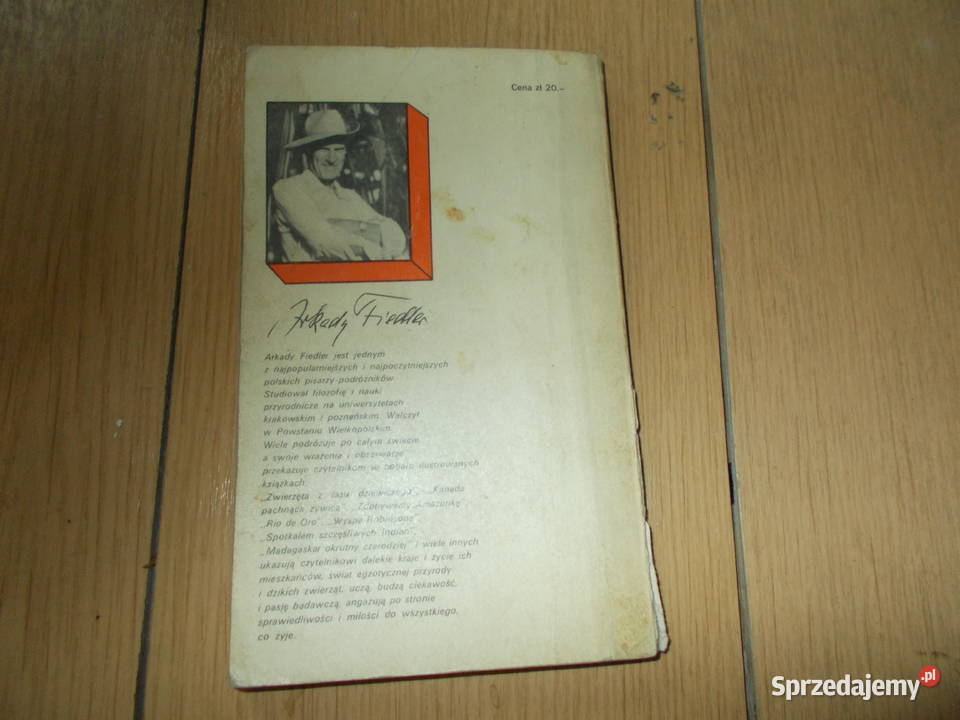 Cena zł 20,–
Arkady Fiedler
Arkady Fiedler jest jednym
z najpopularniejszych i najpoczytniejszych
polskich pisarzy-podróżników.
Studiował filozofię i nauki
przyrodnicze na uniwersytetach
krakowskim i poznańskim. Walczył
w Powstaniu Wielkopolskim.
Wiele podróżuje po całym świecie,
a swoje wrażenia i obserwacje
przekazuje czytelnikom w bogato ilustrowanych
książkach.
„Zwierzęta z lasu dziewiczego", „Kanada
pachnąca żywicą", „Zdobywamy Amazonkę",
„Rio de Oro", „Wyspa Robinsona",
„Spotkałem szczęśliwych Indian",
„Madagaskar okrutny czarodziej" i wiele innych
ukazują czytelnikowi dalekie kraje i życie ich
mieszkańców, świat egzotycznej przyrody
i dzikich zwierząt, uczą, budzą ciekawość,
i pasję badawczą, angażują po stronie
sprawiedliwości i miłości do wszystkiego,
co żyje.
Sprzedajemy.pl